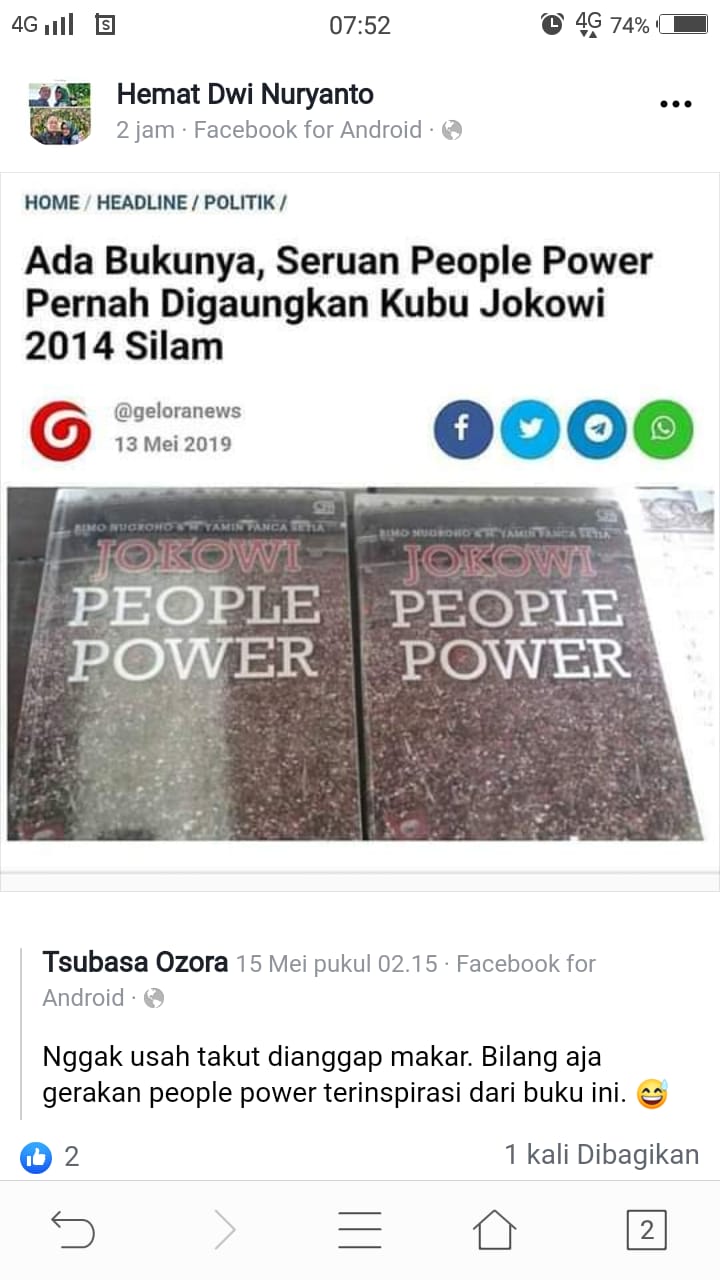 4G 07:52 4G 74%
Hemat Dwi Nuryanto
2 jam · Facebook for Android ·
HOME / HEADLINE / POLITIK /
Ada Bukunya, Seruan People Power
Pernah Digaungkan Kubu Jokowi
2014 Silam
@geloranews
13 Mei 2019
BIMO NUGROHO & M. YAMIN PANCA SETIA
JOKOWI
PEOPLE
POWER
BIMO NUGROHO & M. YAMIN PANCA SETIA
JOKOWI
PEOPLE
POWER
Tsubasa Ozora 15 Mei pukul 02.15 · Facebook for
Android ·
Nggak usah takut dianggap makar. Bilang aja
gerakan people power terinspirasi dari buku ini. 😅
2 1 kali Dibagikan
2